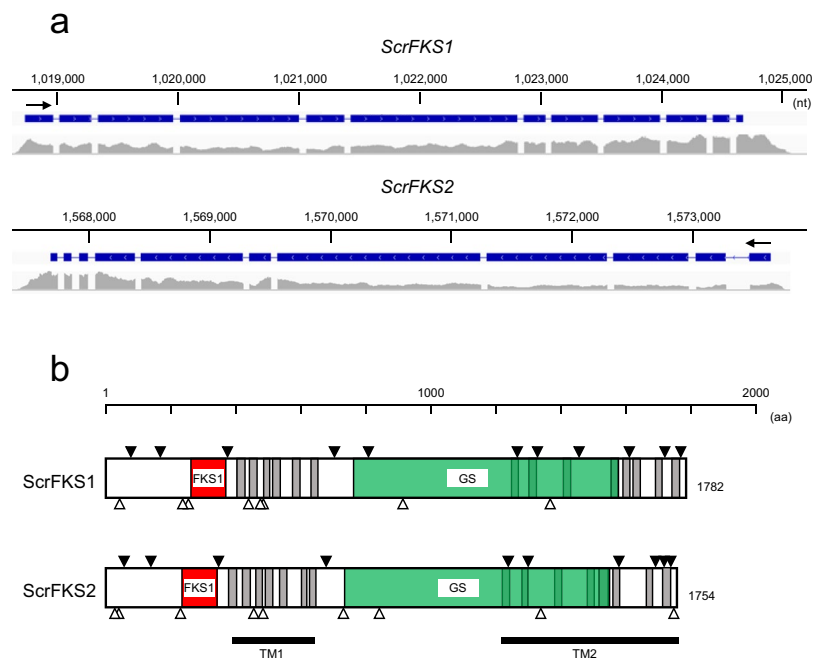 a
ScrFKS1
1,019,000 1,020,000 1,021,000 1,022,000 1,023,000 1,024,000 1,025,000
(nt)
ScrFKS2
1,568,000 1,569,000 1,570,000 1,571,000 1,572,000 1,573,000
b
1 1000 2000
(aa)
ScrFKS1 FKS1 GS 1782
ScrFKS2 FKS1 GS 1754
TM1 TM2